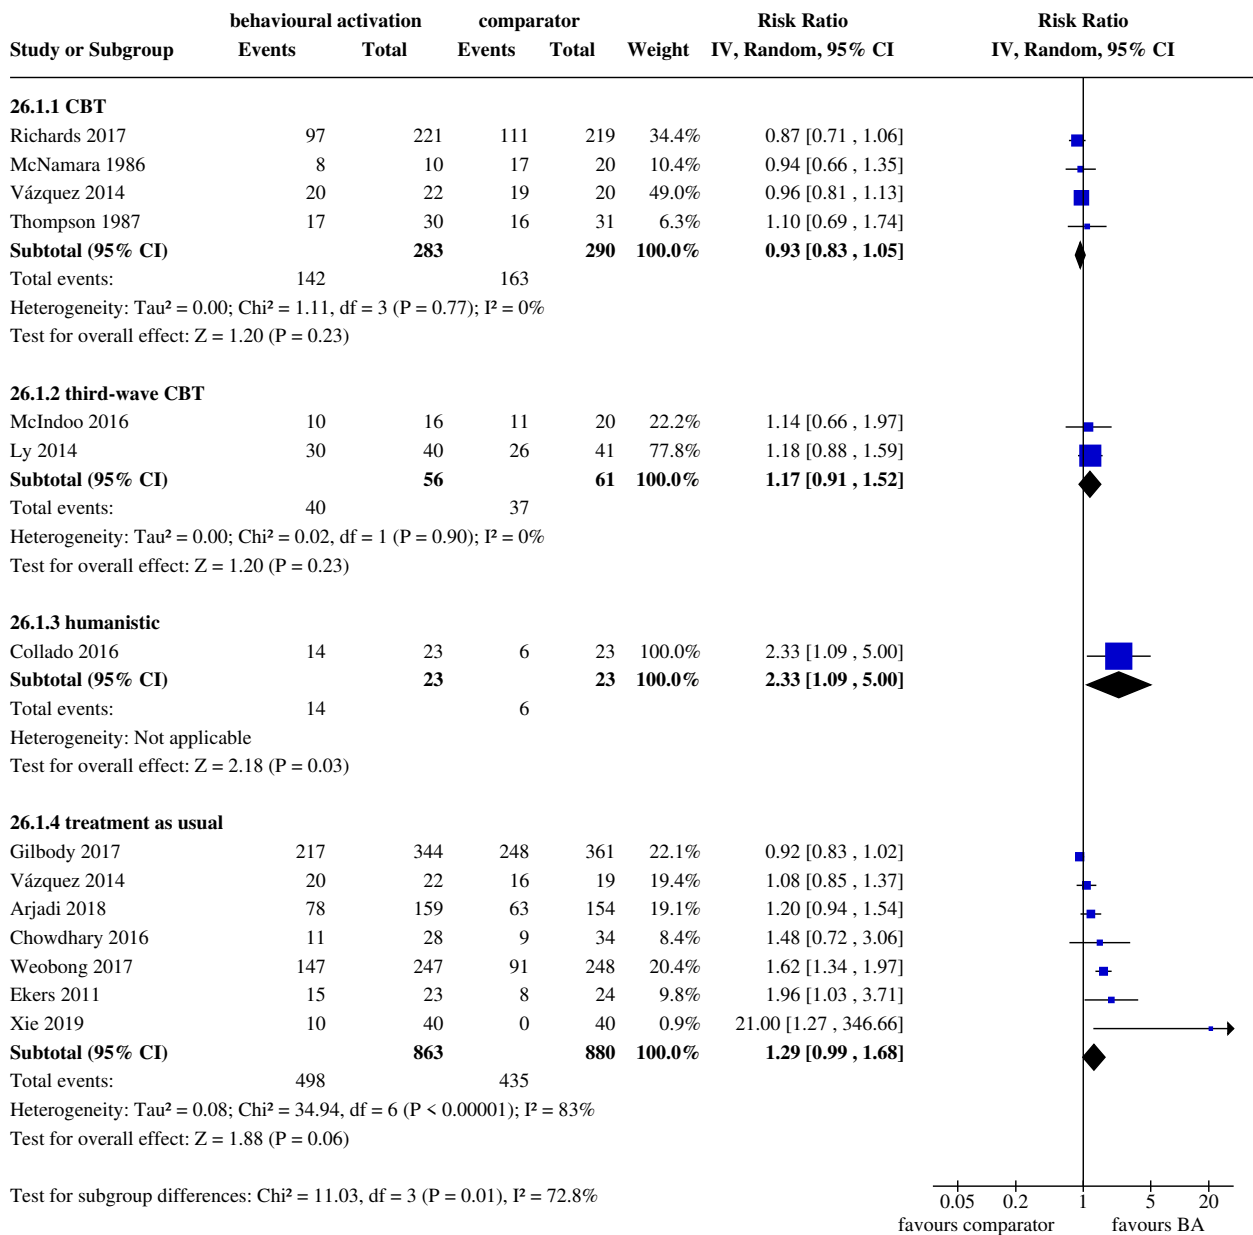 behavioural activation comparator Risk Ratio Risk Ratio
Study or Subgroup Events Total Events Total Weight IV, Random, 95% CI IV, Random, 95% CI
26.1.1 CBT
Richards 2017 97 221 111 219 34.4% 0.87 [0.71 , 1.06]
McNamara 1986 8 10 17 20 10.4% 0.94 [0.66 , 1.35]
Vázquez 2014 20 22 19 20 49.0% 0.96 [0.81 , 1.13]
Thompson 1987 17 30 16 31 6.3% 1.10 [0.69 , 1.74]
Subtotal (95% CI) 283 290 100.0% 0.93 [0.83 , 1.05]
Total events: 142 163
Heterogeneity: Tau² = 0.00; Chi² = 1.11, df = 3 (P = 0.77); I² = 0%
Test for overall effect: Z = 1.20 (P = 0.23)
26.1.2 third-wave CBT
McIndoo 2016 10 16 11 20 22.2% 1.14 [0.66 , 1.97]
Ly 2014 30 40 26 41 77.8% 1.18 [0.88 , 1.59]
Subtotal (95% CI) 56 61 100.0% 1.17 [0.91 , 1.52]
Total events: 40 37
Heterogeneity: Tau² = 0.00; Chi² = 0.02, df = 1 (P = 0.90); I² = 0%
Test for overall effect: Z = 1.20 (P = 0.23)
26.1.3 humanistic
Collado 2016 14 23 6 23 100.0% 2.33 [1.09 , 5.00]
Subtotal (95% CI) 23 23 100.0% 2.33 [1.09 , 5.00]
Total events: 14 6
Heterogeneity: Not applicable
Test for overall effect: Z = 2.18 (P = 0.03)
26.1.4 treatment as usual
Gilbody 2017 217 344 248 361 22.1% 0.92 [0.83 , 1.02]
Vázquez 2014 20 22 16 19 19.4% 1.08 [0.85 , 1.37]
Arjadi 2018 78 159 63 154 19.1% 1.20 [0.94 , 1.54]
Chowdhary 2016 11 28 9 34 8.4% 1.48 [0.72 , 3.06]
Weobong 2017 147 247 91 248 20.4% 1.62 [1.34 , 1.97]
Ekers 2011 15 23 8 24 9.8% 1.96 [1.03 , 3.71]
Xie 2019 10 40 0 40 0.9% 21.00 [1.27 , 346.66]
Subtotal (95% CI) 863 880 100.0% 1.29 [0.99 , 1.68]
Total events: 498 435
Heterogeneity: Tau² = 0.08; Chi² = 34.94, df = 6 (P < 0.00001); I² = 83%
Test for overall effect: Z = 1.88 (P = 0.06)
Test for subgroup differences: Chi² = 11.03, df = 3 (P = 0.01), I² = 72.8%
0.05 0.2 1 5 20
favours comparator favours BA